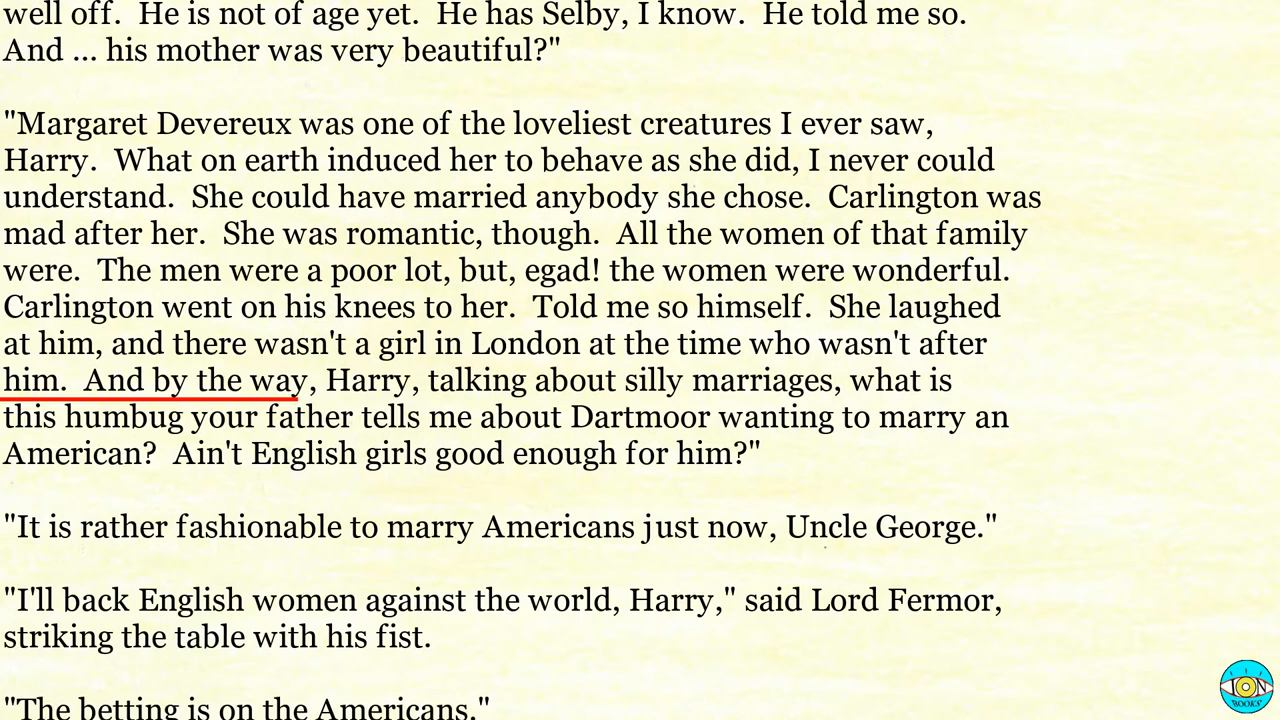 well off.  He is not of age yet.  He has Selby, I know.  He told me so.
And ... his mother was very beautiful?"
"Margaret Devereux was one of the loveliest creatures I ever saw,
Harry.  What on earth induced her to behave as she did, I never could
understand.  She could have married anybody she chose.  Carlington was
mad after her.  She was romantic, though.  All the women of that family
were.  The men were a poor lot, but, egad! the women were wonderful.
Carlington went on his knees to her.  Told me so himself.  She laughed
at him, and there wasn't a girl in London at the time who wasn't after
him.  And by the way, Harry, talking about silly marriages, what is
this humbug your father tells me about Dartmoor wanting to marry an
American?  Ain't English girls good enough for him?"
"It is rather fashionable to marry Americans just now, Uncle George."
"I'll back English women against the world, Harry," said Lord Fermor,
striking the table with his fist.
"The betting is on the Americans."
ION
BOOKS